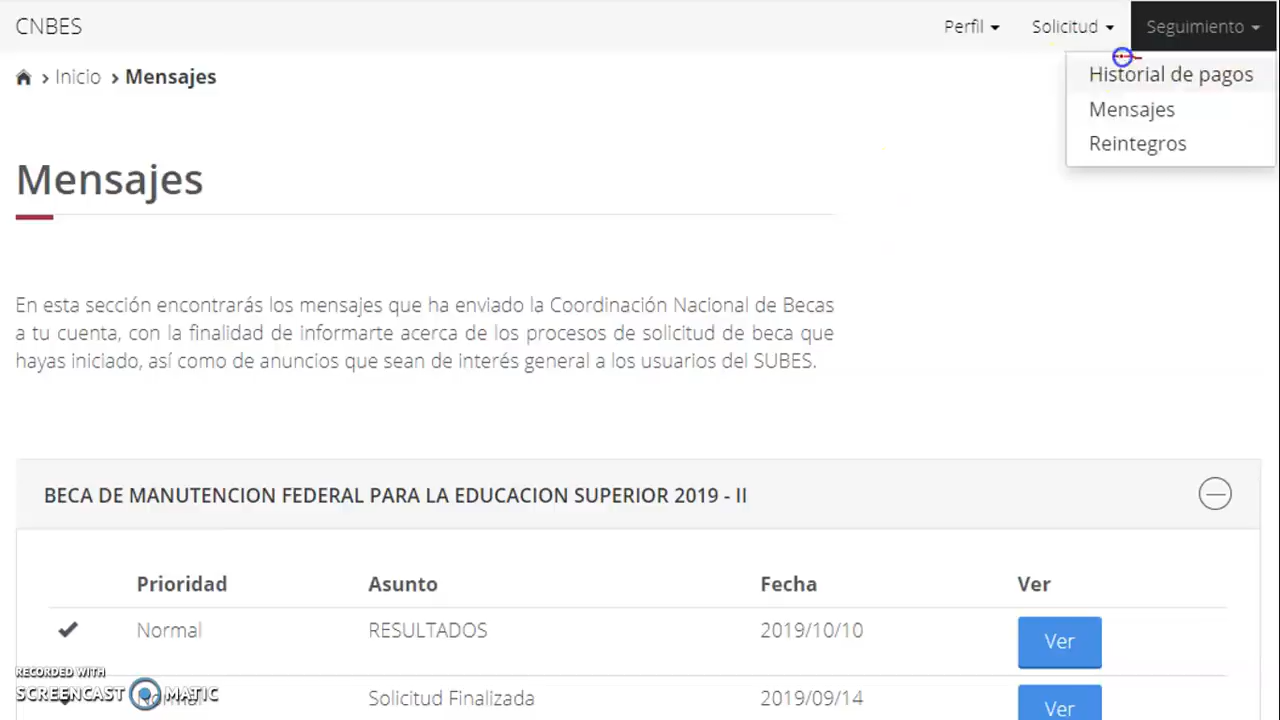 CNBES
Perfil
Solicitud
Seguimiento
Inicio
Mensajes
Historial de pagos
Mensajes
Reintegros
Mensajes
En esta sección encontrarás los mensajes que ha enviado la Coordinación Nacional de Becas
a tu cuenta, con la finalidad de informarte acerca de los procesos de solicitud de beca que
hayas iniciado, así como de anuncios que sean de interés general a los usuarios del SUBES.
BECA DE MANUTENCION FEDERAL PARA LA EDUCACION SUPERIOR 2019 - II
Prioridad Asunto Fecha Ver
Normal RESULTADOS 2019/10/10 Ver
Normal Solicitud Finalizada 2019/09/14 Ver
RECORDED WITH
SCREENCAST MATIC